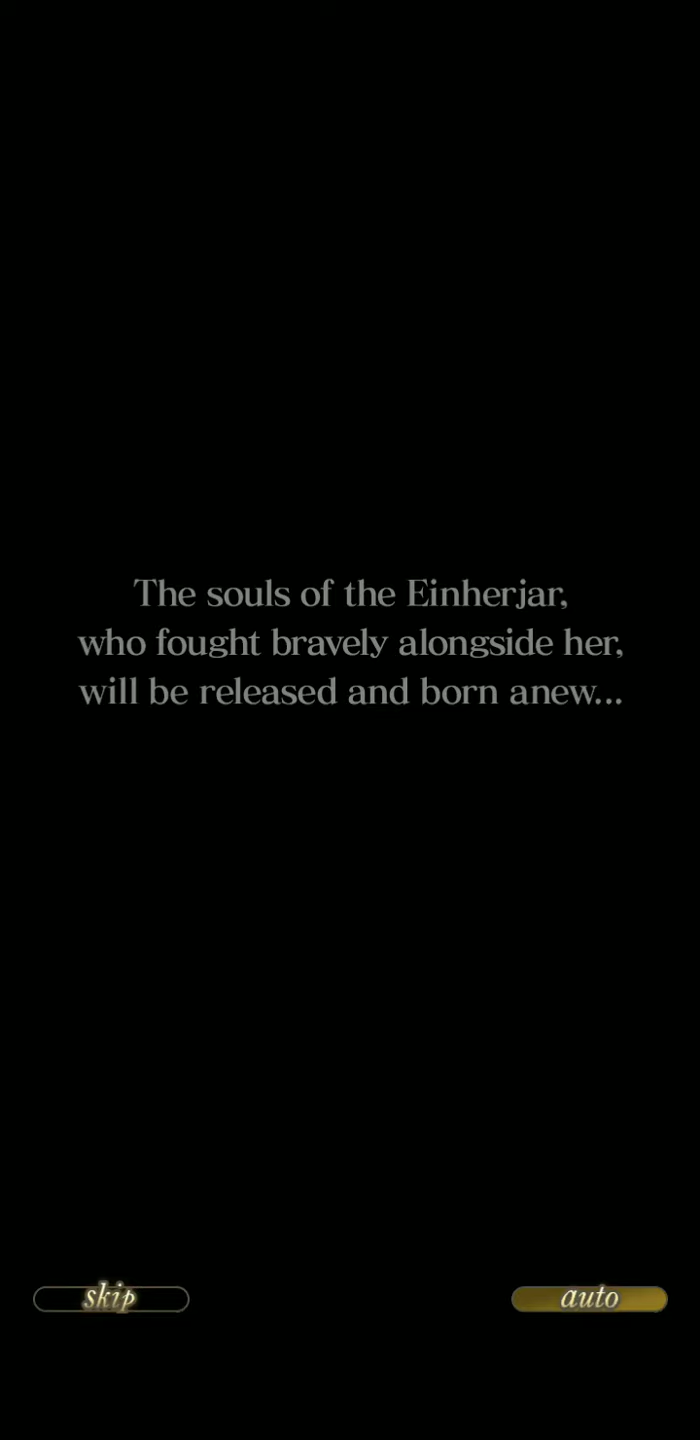 The souls of the Einherjar,
who fought bravely alongside her,
will be released and born anew...
skip
auto